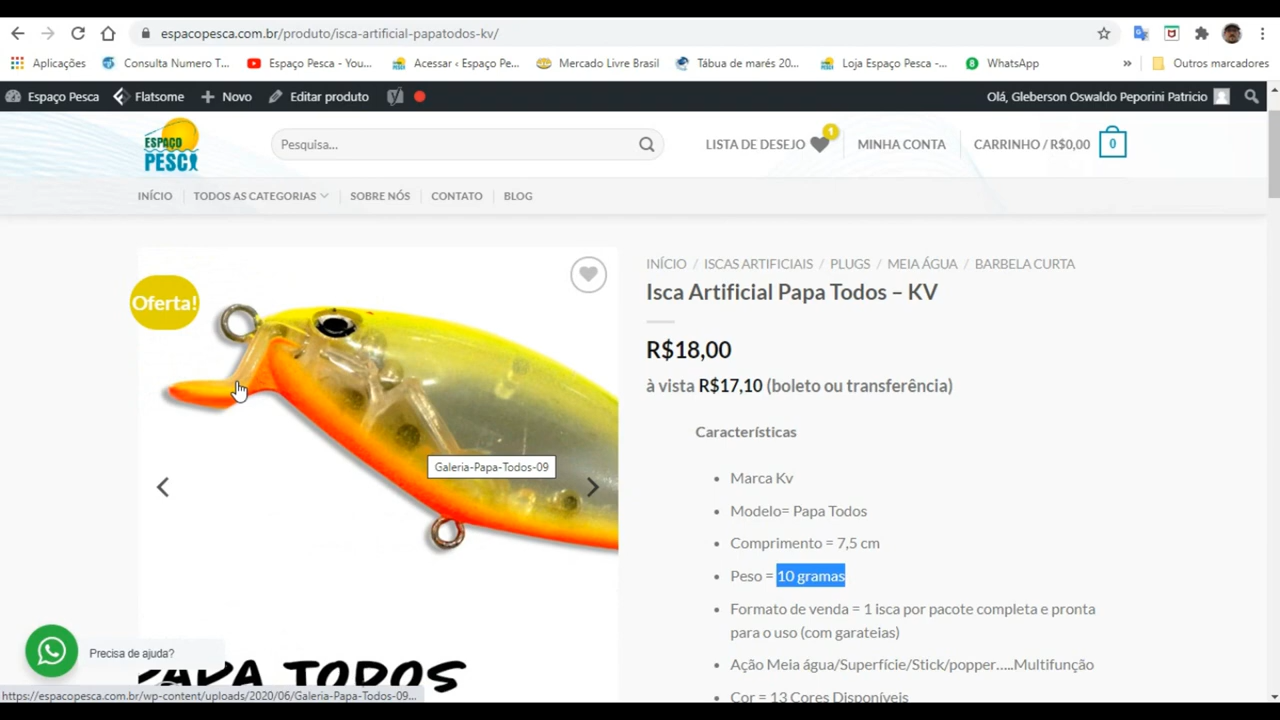 espacopesca.com.br/produto/isca-artificial-papatodos-kv/
Aplicações
Consulta Numero T...
Espaço Pesca - You...
Acessar ‹ Espaço Pe...
Mercado Livre Brasil
Tábua de marés 20...
Loja Espaço Pesca -...
WhatsApp
»
Outros marcadores
Espaço Pesca
Flatsome
Novo
Editar produto
Olá, Gleberson Oswaldo Peporini Patricio
ESPAÇO
PESCA
Pesquisa...
LISTA DE DESEJO
1
MINHA CONTA
CARRINHO / R$0,00
0
INÍCIO
TODOS AS CATEGORIAS
SOBRE NÓS
CONTATO
BLOG
Oferta!
INÍCIO / ISCAS ARTIFICIAIS / PLUGS / MEIA ÁGUA / BARBELA CURTA
Isca Artificial Papa Todos – KV
R$18,00
à vista R$17,10 (boleto ou transferência)
Características
• Marca Kv
• Modelo= Papa Todos
• Comprimento = 7,5 cm
• Peso = 10 gramas
• Formato de venda = 1 isca por pacote completa e pronta
para o uso (com garateias)
• Ação Meia água/Superfície/Stick/popper…..Multifunção
• Cor = 13 Cores Disponíveis
Galeria-Papa-Todos-09
Precisa de ajuda?
PAPA TODOS
https://espacopesca.com.br/wp-content/uploads/2020/06/Galeria-Papa-Todos-09...